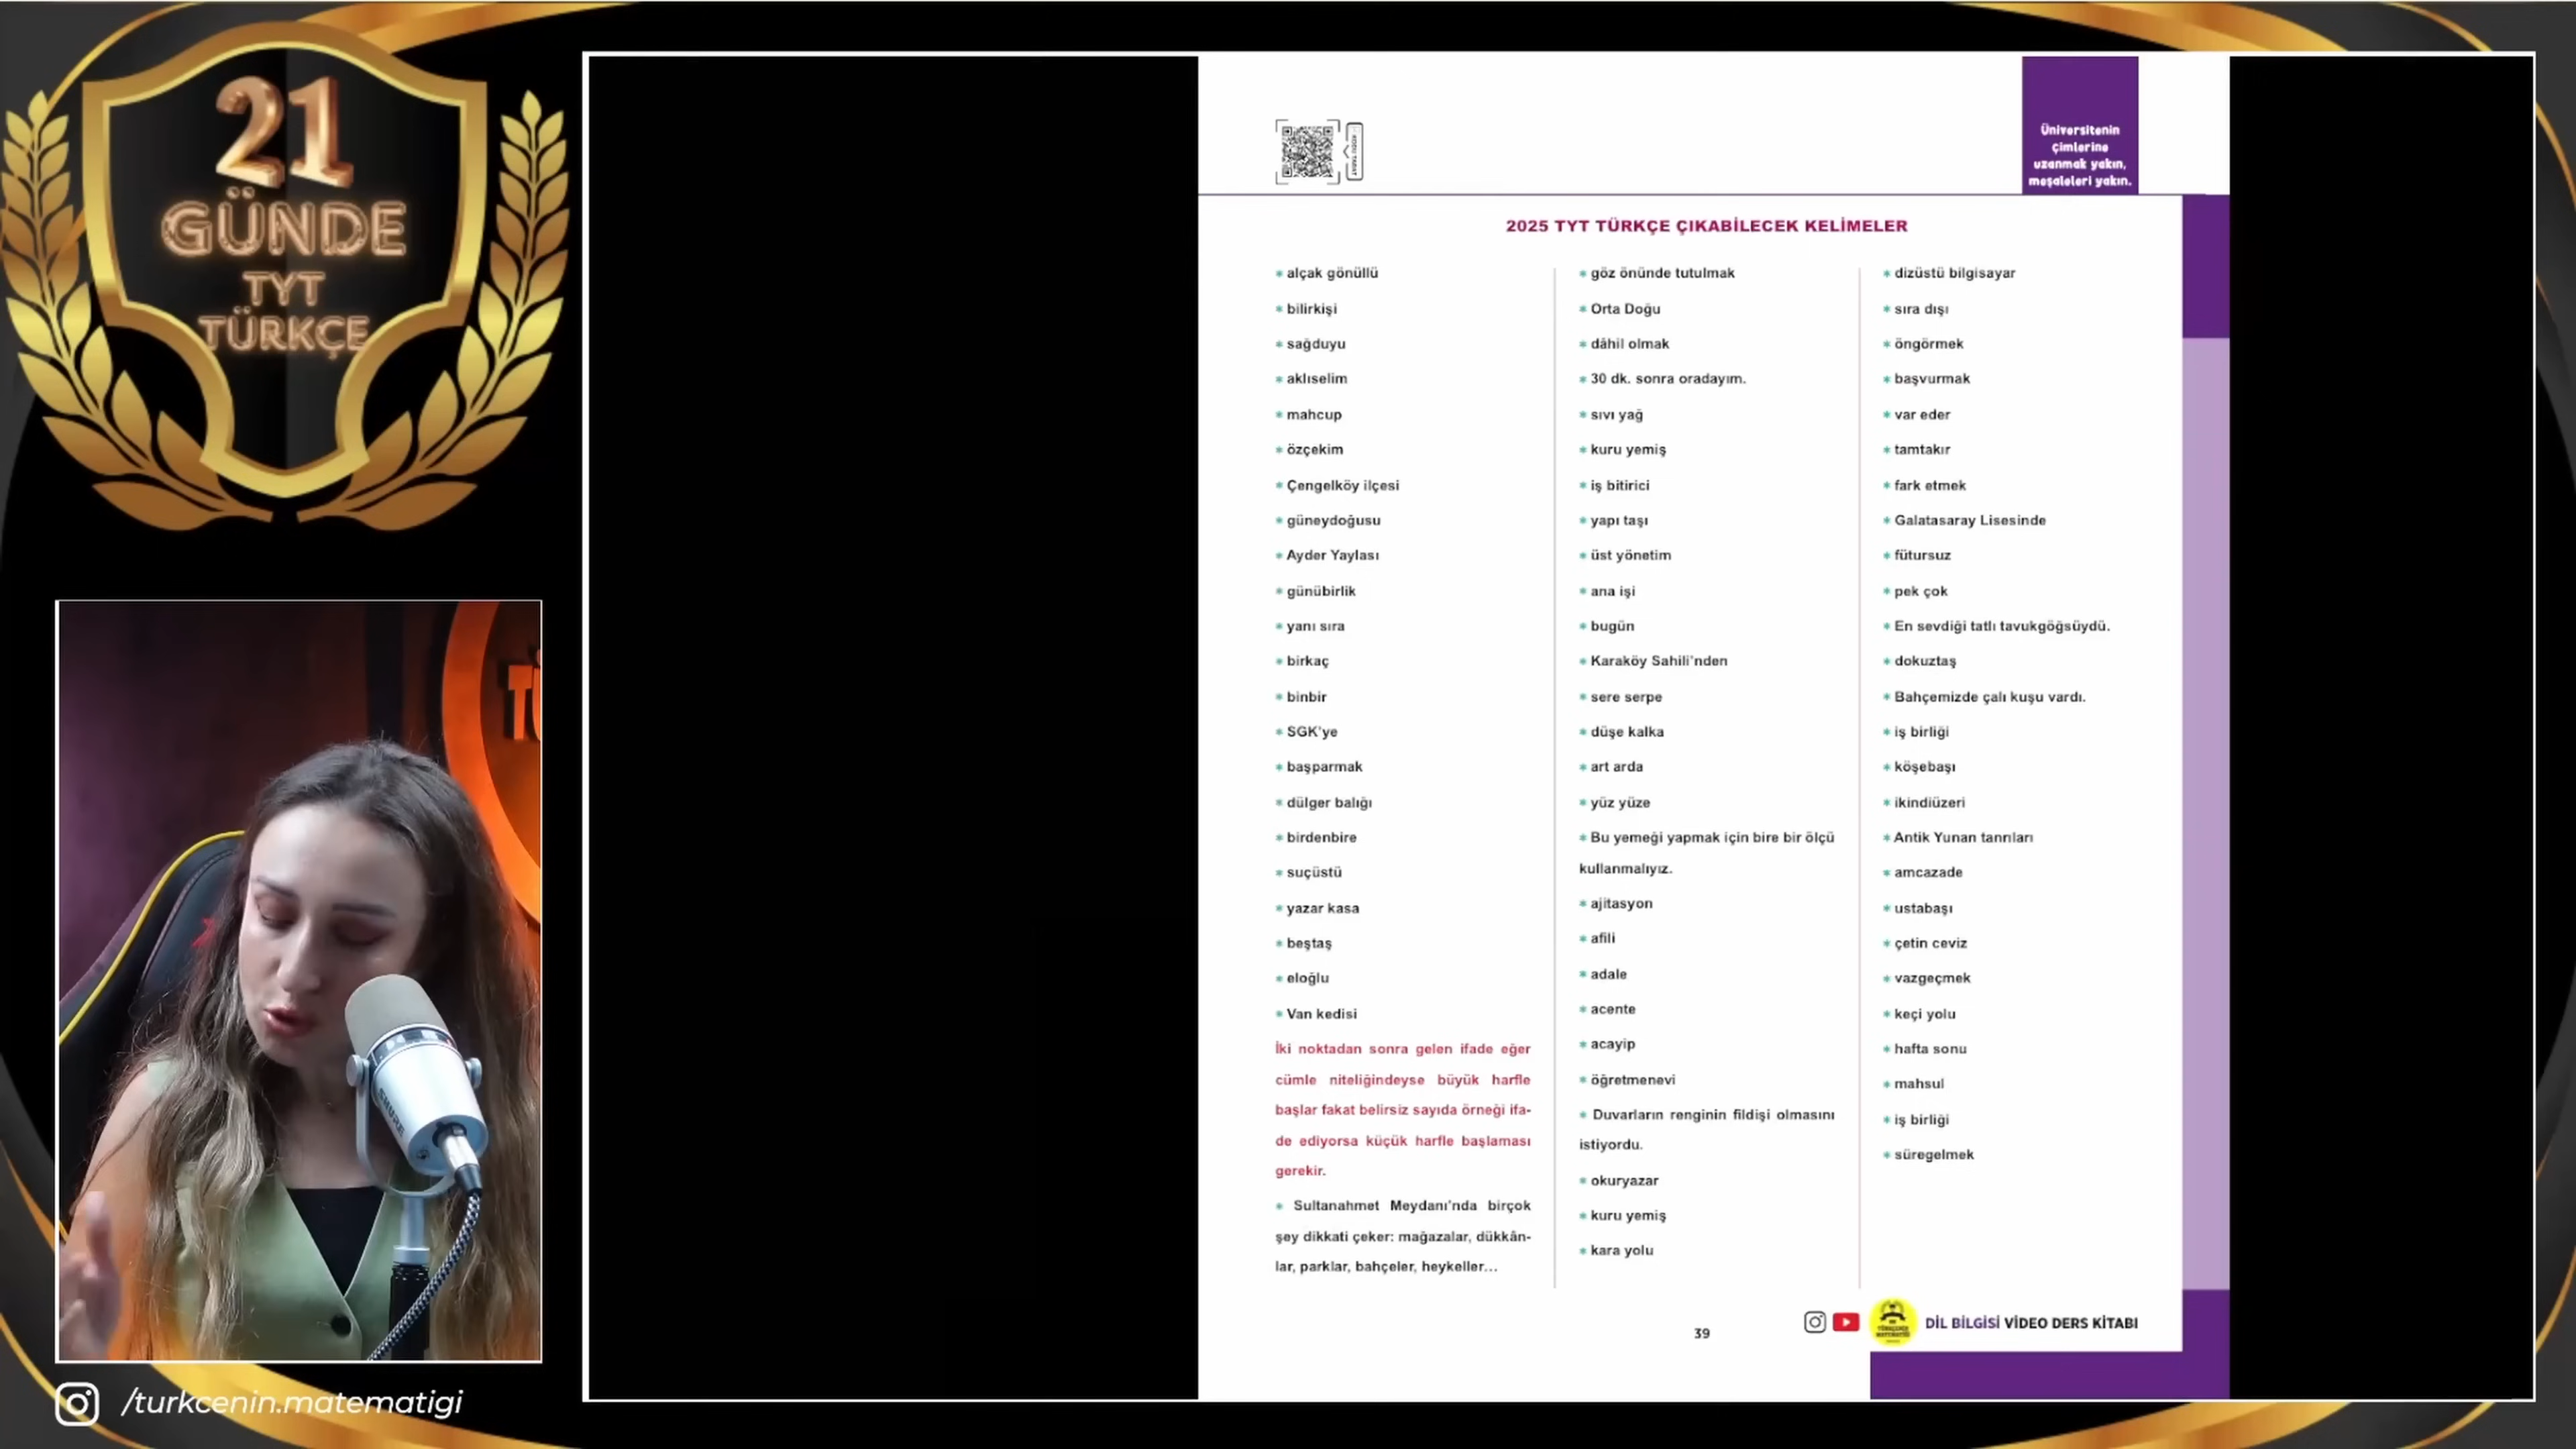 21
GÜNDE
TYT
TÜRKÇE
/turkcenin.matematigi
Üniversitenin
çimlerine
uzanmak yakın,
meşaleleri yakın.
2025 TYT TÜRKÇE ÇIKABİLECEK KELİMELER
* alçak gönüllü
* bilirkişi
* sağduyu
* aklıselim
* mahcup
* özçekim
* Çengelköy ilçesi
* güneydoğusu
* Ayder Yaylası
* günübirlik
* yanı sıra
* birkaç
* binbir
* SGK'ye
* başparmak
* dülger balığı
* birdenbire
* suçüstü
* yazar kasa
* beştaş
* eloğlu
* Van kedisi
İki noktadan sonra gelen ifade eğer
cümle niteliğindeyse büyük harfle
başlar fakat belirsiz sayıda örneği ifa-
de ediyorsa küçük harfle başlaması
gerekir.
* Sultanahmet Meydanı'nda birçok
şey dikkati çeker: mağazalar, dükkân-
lar, parklar, bahçeler, heykeller...
* göz önünde tutulmak
* Orta Doğu
* dâhil olmak
* 30 dk. sonra oradayım.
* sıvı yağ
* kuru yemiş
* iş bitirici
* yapı taşı
* üst yönetim
* ana işi
* bugün
* Karaköy Sahili'nden
* sere serpe
* düşe kalka
* art arda
* yüz yüze
* Bu yemeği yapmak için bire bir ölçü
kullanmalıyız.
* ajitasyon
* afili
* adale
* acente
* acayip
* öğretmenevi
* Duvarların renginin fildişi olmasını
istiyordu.
* okuryazar
* kuru yemiş
* kara yolu
* dizüstü bilgisayar
* sıra dışı
* öngörmek
* başvurmak
* var eder
* tamtakır
* fark etmek
* Galatasaray Lisesinde
* fütursuz
* pek çok
* En sevdiği tatlı tavukgöğsüydü.
* dokuztaş
* Bahçemizde çalı kuşu vardı.
* iş birliği
* köşebaşı
* ikindiüzeri
* Antik Yunan tanrıları
* amcazade
* ustabaşı
* çetin ceviz
* vazgeçmek
* keçi yolu
* hafta sonu
* mahsul
* iş birliği
* süregelmek
39
DİL BİLGİSİ VİDEO DERS KİTABI